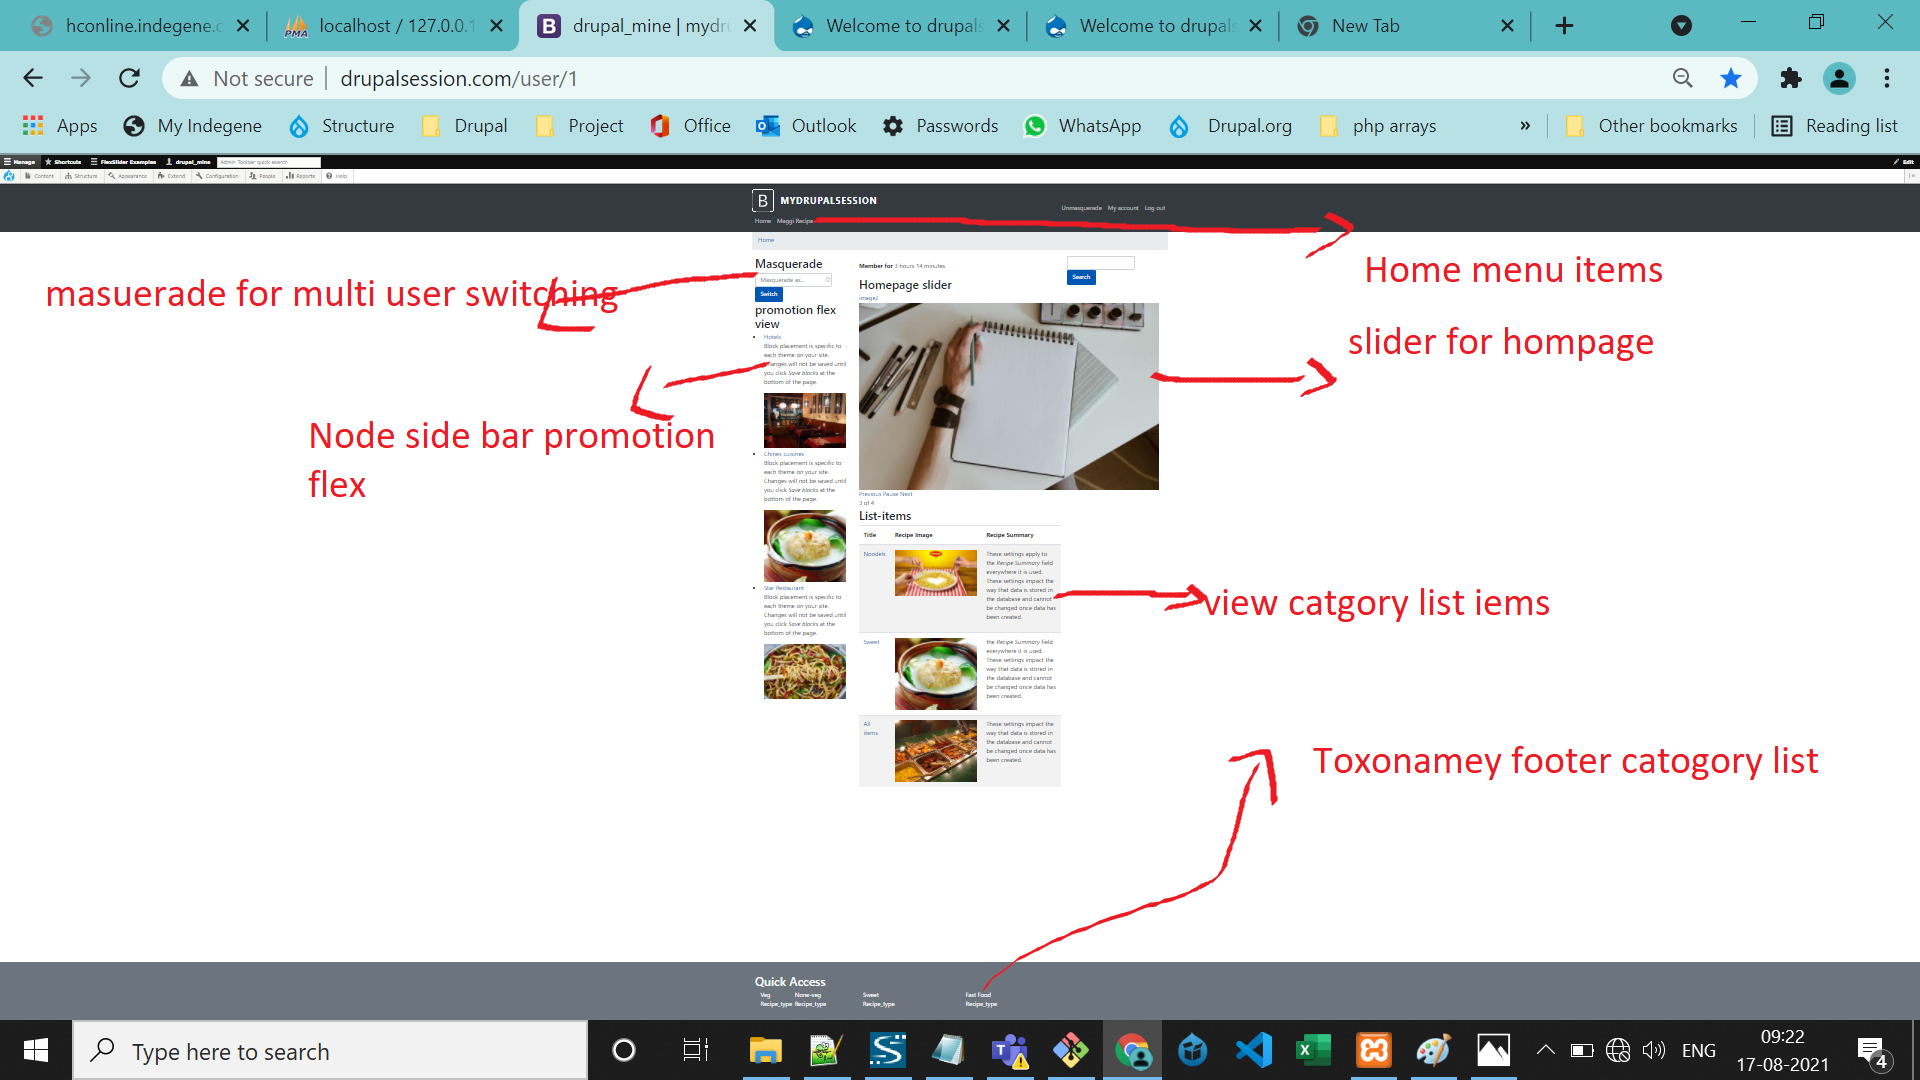 hconline.indegene.c
localhost / 127.0.0.1
drupal_mine | mydru
Welcome to drupals
Welcome to drupals
New Tab
Not secure
drupalsession.com/user/1
Apps
My Indegene
Structure
Drupal
Project
Office
Outlook
Passwords
WhatsApp
Drupal.org
php arrays
»
Other bookmarks
Reading list
Manage
Shortcuts
FlexSlider Examples
drupal_mine
Admin Toolbar quick search
Edit
Content
Structure
Appearance
Extend
Configuration
People
Reports
Help
B
MYDRUPALSESSION
Unmasquerade
My account
Log out
Home
Maggi Recipe
Home
Home menu items
Masquerade
Masquerade as...
Switch
masuerade for multi user switching
Member for 3 hours 14 minutes
Search
Homepage slider
image2
slider for hompage
promotion flex
view
Hotels
Block placement is specific to
each theme on your site.
Changes will not be saved until
you click Save blocks at the
bottom of the page.
Node side bar promotion
flex
Chines cuisines
Block placement is specific to
each theme on your site.
Changes will not be saved until
you click Save blocks at the
bottom of the page.
Star Restaurant
Block placement is specific to
each theme on your site.
Changes will not be saved until
you click Save blocks at the
bottom of the page.
Previous Pause Next
3 of 4
List-items
Title
Recipe Image
Recipe Summary
Noodels
These settings apply to
the Recipe Summary field
everywhere it is used.
These settings impact the
way that data is stored in
the database and cannot
be changed once data has
been created.
view catgory list iems
Sweet
the Recipe Summary field
everywhere it is used.
These settings impact the
way that data is stored in
the database and cannot
be changed once data has
been created.
All
items
These settings impact the
way that data is stored in
the database and cannot
be changed once data has
been created.
Toxonamey footer catogory list
Quick Access
Veg
None-veg
Sweet
Fast Food
Recipe_type
Recipe_type
Recipe_type
Recipe_type
Type here to search
ENG
09:22
17-08-2021
4